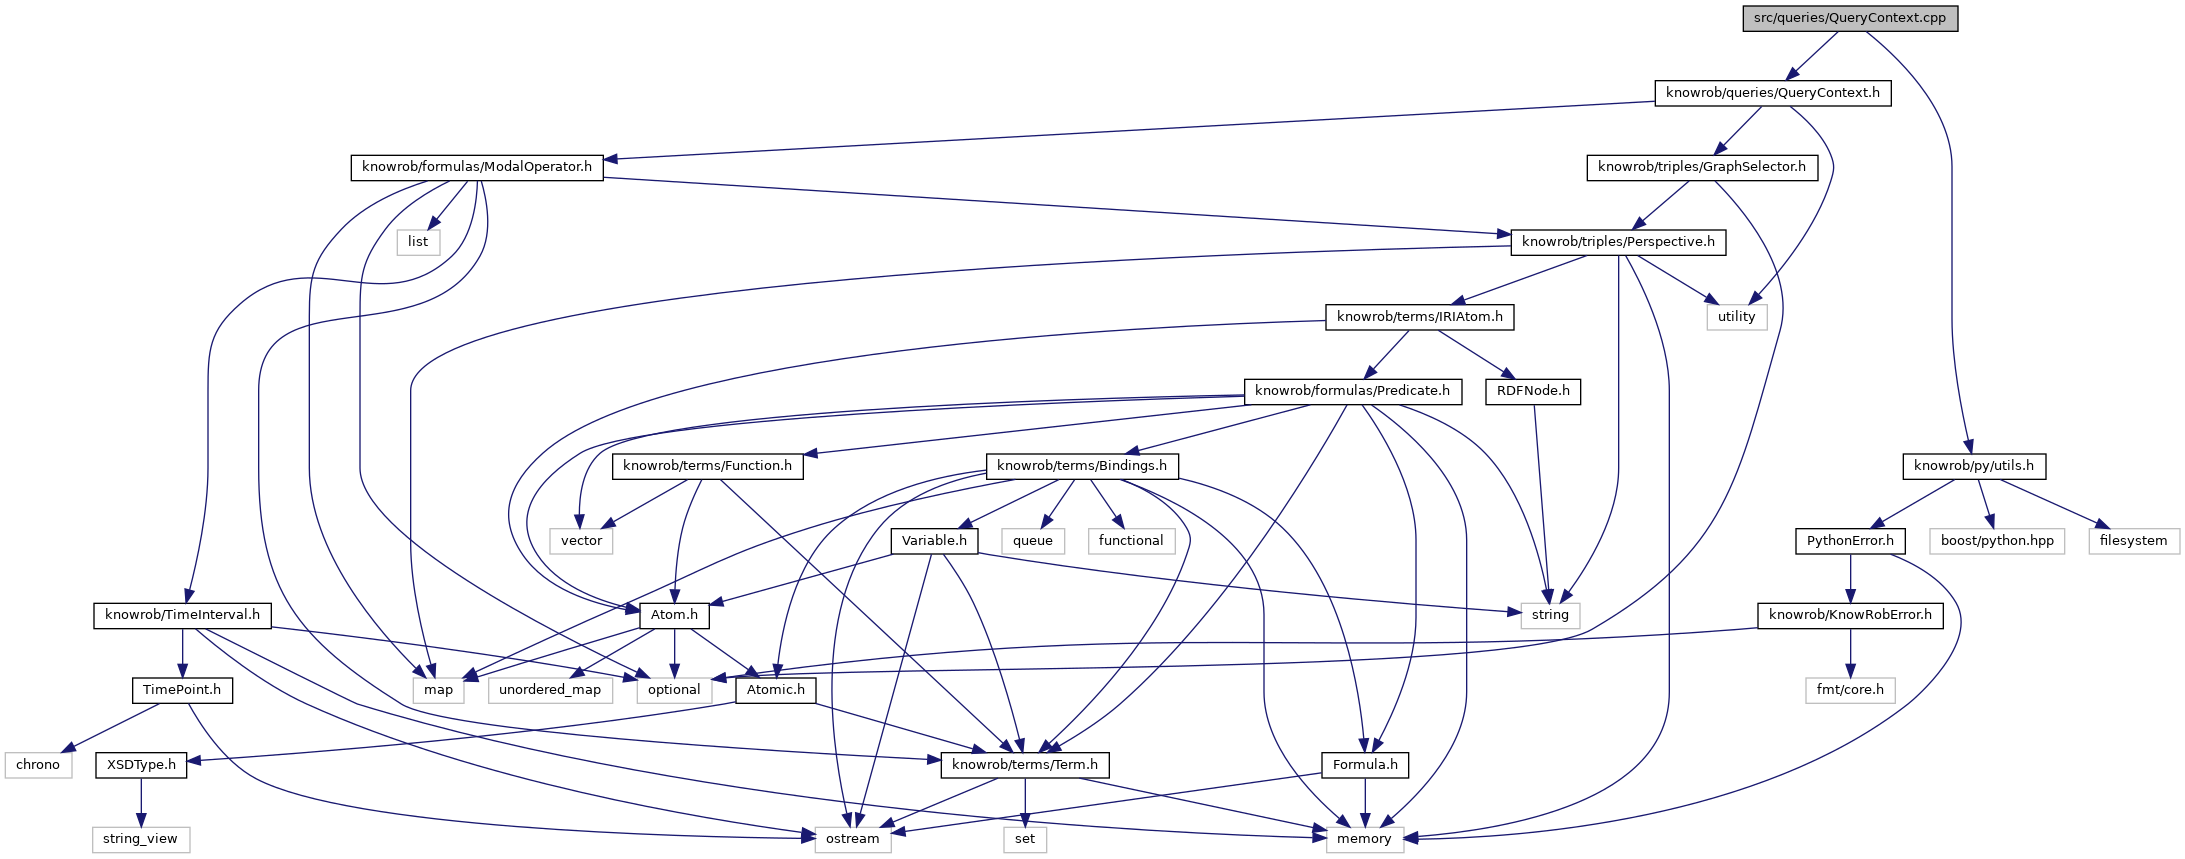 src/queries/QueryContext.cpp
knowrob/queries/QueryContext.h
knowrob/formulas/ModalOperator.h
knowrob/triples/GraphSelector.h
list
knowrob/triples/Perspective.h
knowrob/terms/IRIAtom.h
utility
knowrob/formulas/Predicate.h
RDFNode.h
knowrob/terms/Function.h
knowrob/terms/Bindings.h
knowrob/py/utils.h
vector
Variable.h
queue
functional
PythonError.h
boost/python.hpp
filesystem
knowrob/TimeInterval.h
Atom.h
string
knowrob/KnowRobError.h
TimePoint.h
map
unordered_map
optional
Atomic.h
fmt/core.h
chrono
XSDType.h
knowrob/terms/Term.h
Formula.h
string_view
ostream
set
memory